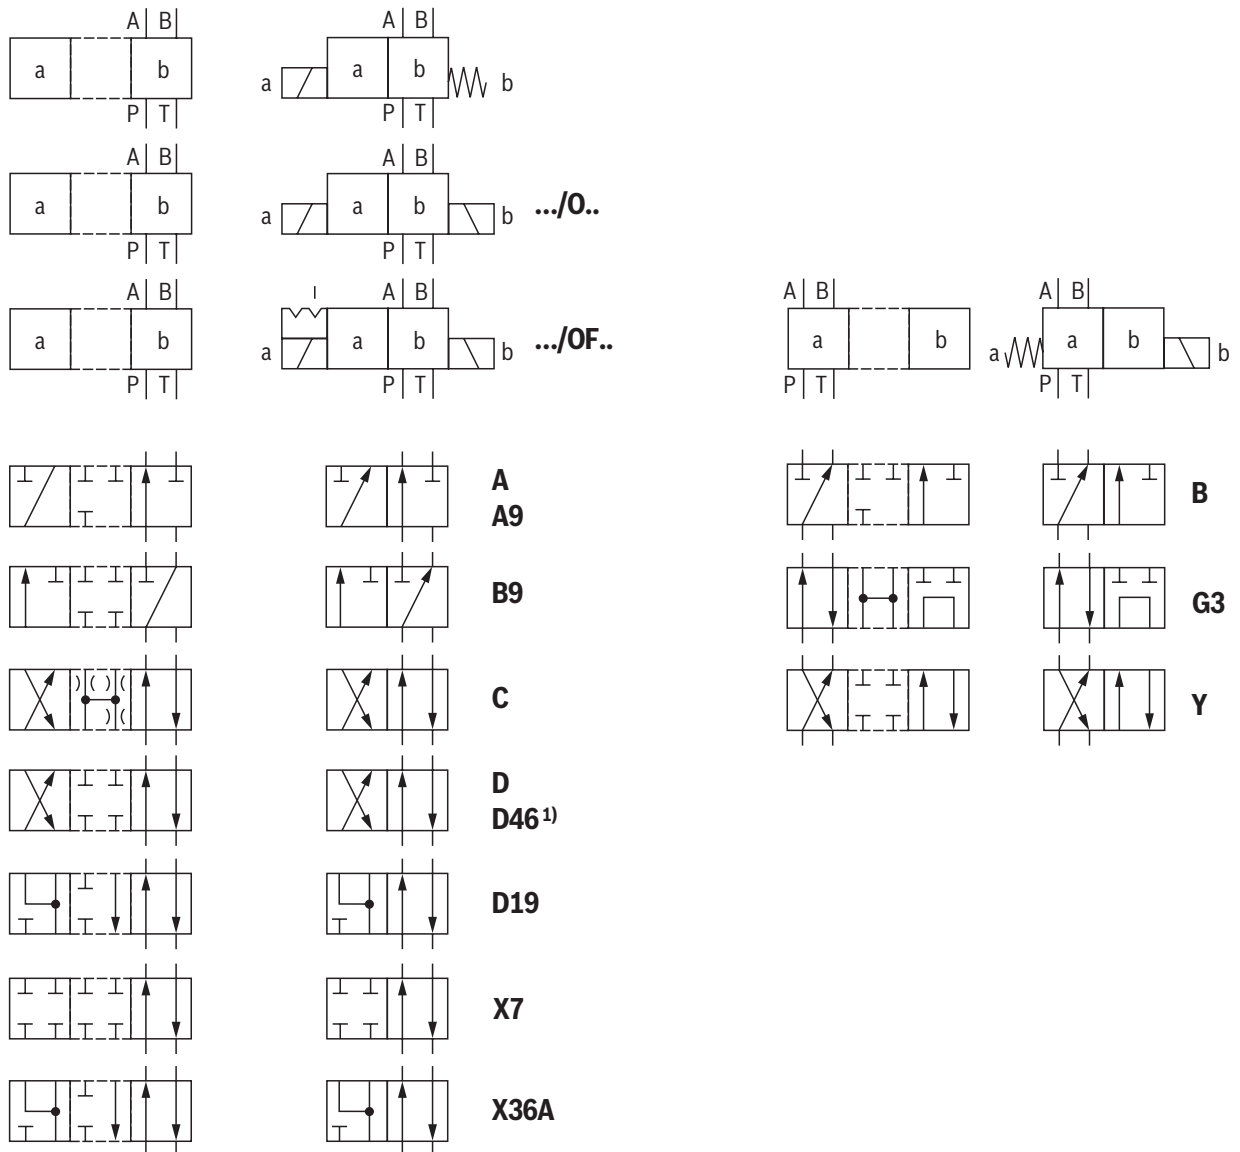 A B A B
a b a a b b
P T P T
A B A B
a b a a b b .../O..
P T P T
A B A B A B A B
a b a a b b .../OF.. a b a a b b
P T P T P T P T
A B
A9
B9 G3
C Y
D
D46 1)
D19
X7
X36A